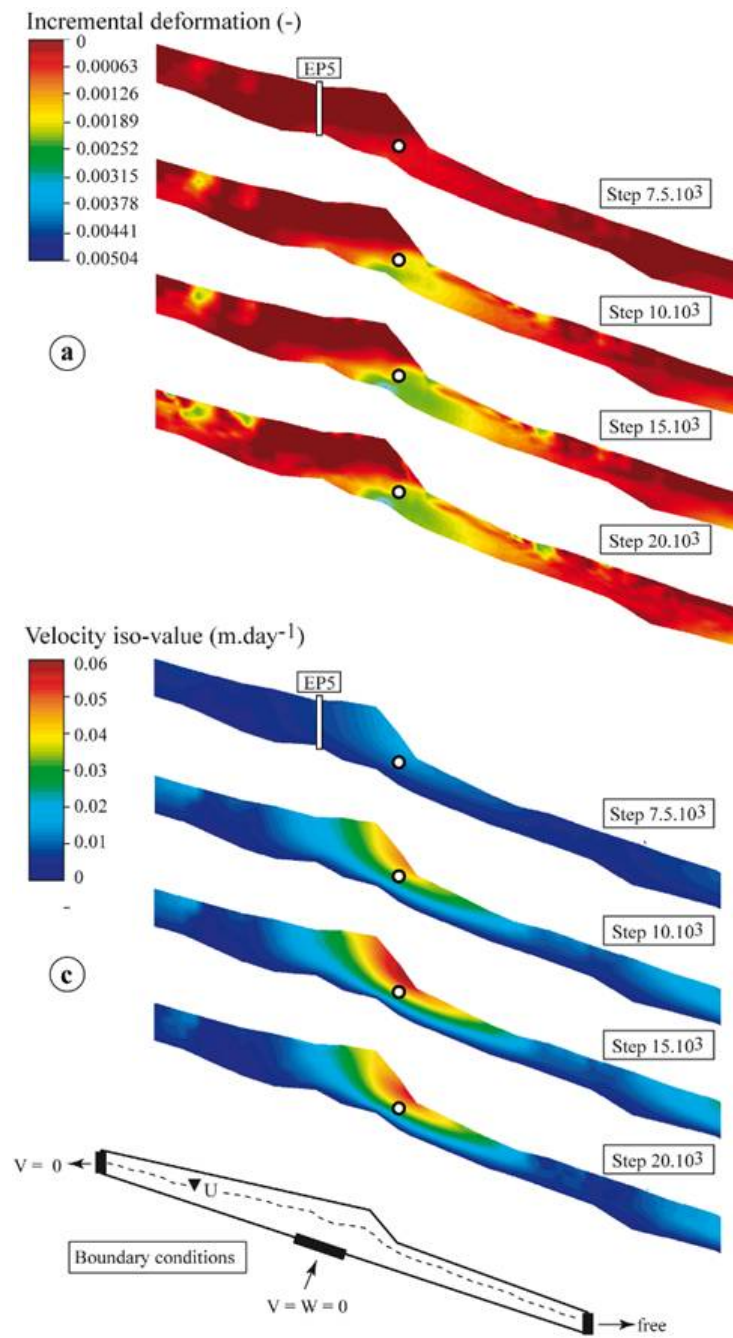 Incremental deformation (-)
0
0.00063
0.00126
0.00189
0.00252
0.00315
0.00378
0.00441
0.00504
EP5
Step 7.5.10³
Step 10.10³
a
Step 15.10³
Step 20.10³
Velocity iso-value (m.day⁻¹)
0.06
0.05
0.04
0.03
0.02
0.01
0
-
EP5
Step 7.5.10³
Step 10.10³
c
Step 15.10³
Step 20.10³
V = 0
U
Boundary conditions
V = W = 0
free